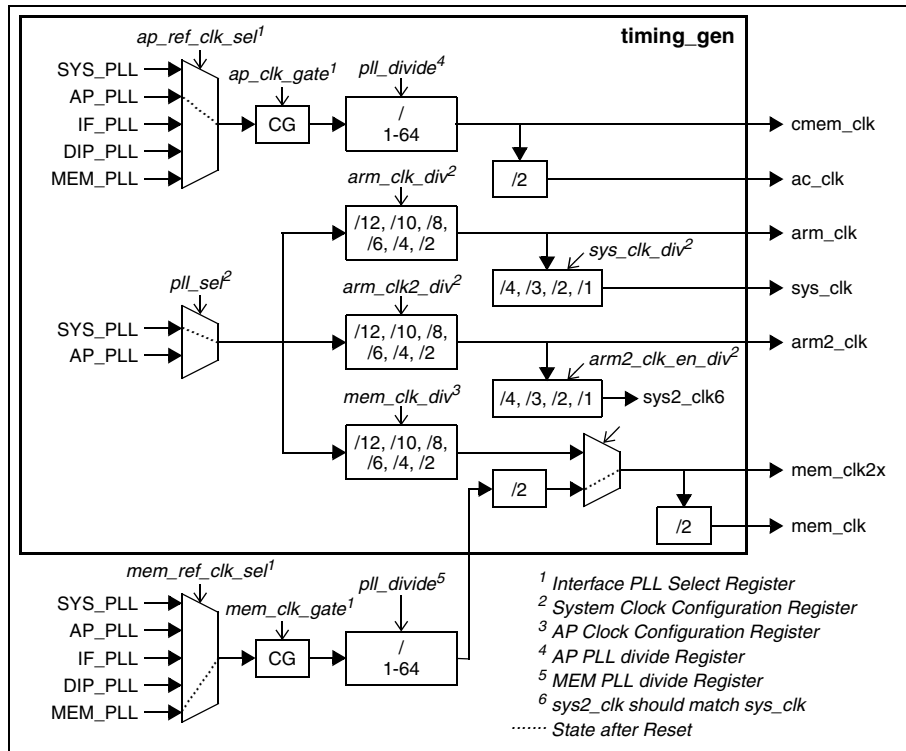 timing_gen
ap_ref_clk_sel¹
SYS_PLL
AP_PLL
IF_PLL
DIP_PLL
MEM_PLL
ap_clk_gate¹
CG
pll_divide⁴
/
1-64
cmem_clk
/2
ac_clk
arm_clk_div²
/12, /10, /8,
/6, /4, /2
arm_clk
sys_clk_div²
/4, /3, /2, /1
sys_clk
pll_sel²
SYS_PLL
AP_PLL
arm_clk2_div²
/12, /10, /8,
/6, /4, /2
arm2_clk
arm2_clk_en_div²
/4, /3, /2, /1
sys2_clk6
mem_clk_div³
/12, /10, /8,
/6, /4, /2
/2
mem_clk2x
/2
mem_clk
mem_ref_clk_sel¹
SYS_PLL
AP_PLL
IF_PLL
DIP_PLL
MEM_PLL
mem_clk_gate¹
CG
pll_divide⁵
/
1-64
¹ Interface PLL Select Register
² System Clock Configuration Register
³ AP Clock Configuration Register
⁴ AP PLL divide Register
⁵ MEM PLL divide Register
⁶ sys2_clk should match sys_clk
....... State after Reset